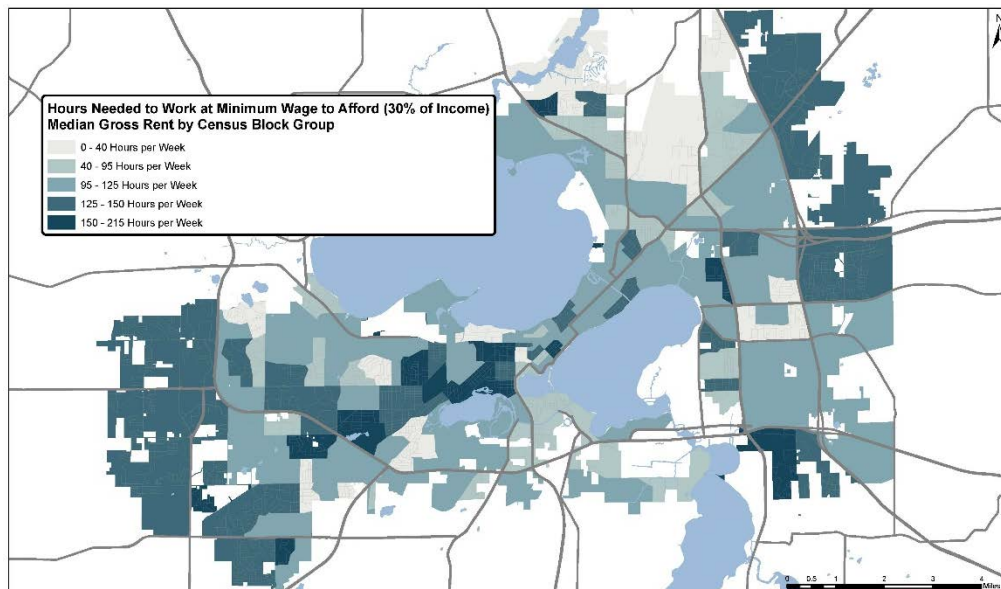 N
Hours Needed to Work at Minimum Wage to Afford (30% of Income)
Median Gross Rent by Census Block Group
0 - 40 Hours per Week
40 - 95 Hours per Week
95 - 125 Hours per Week
125 - 150 Hours per Week
150 - 215 Hours per Week
0 0.5 1 2 3 4
Miles